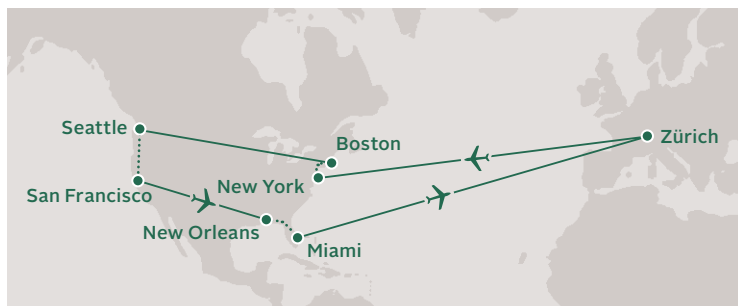 Seattle
Boston
Zürich
New York
San Francisco
New Orleans
Miami